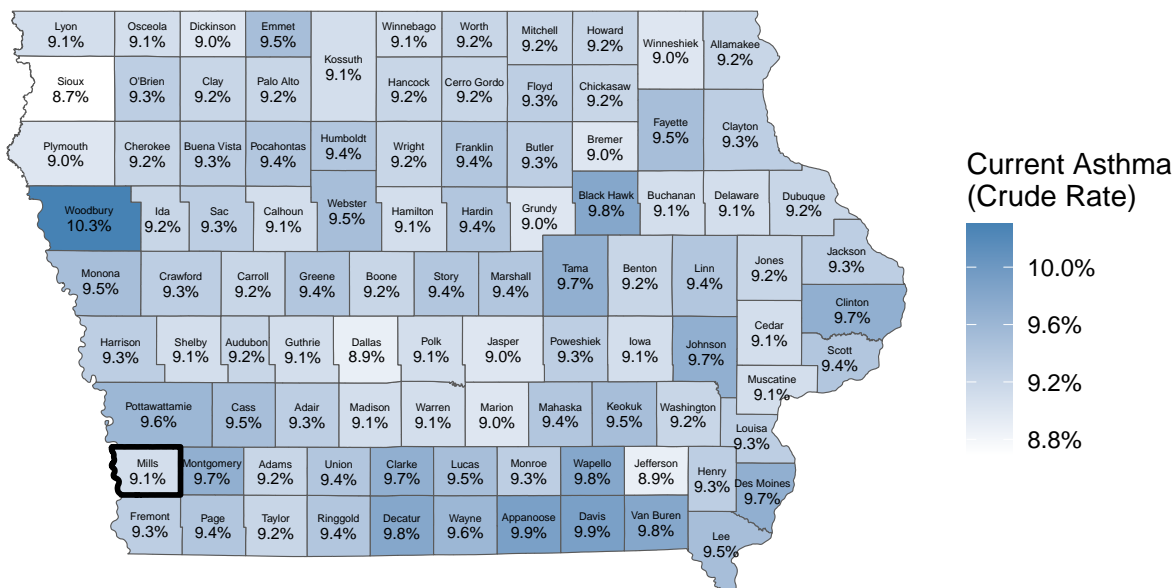 Lyon
9.1%
Osceola
9.1%
Dickinson
9.0%
Emmet
9.5%
Kossuth
9.1%
Winnebago
9.1%
Worth
9.2%
Mitchell
9.2%
Howard
9.2%
Winneshiek
9.0%
Allamakee
9.2%
Sioux
8.7%
O'Brien
9.3%
Clay
9.2%
Palo Alto
9.2%
Hancock
9.2%
Cerro Gordo
9.2%
Floyd
9.3%
Chickasaw
9.2%
Fayette
9.5%
Clayton
9.3%
Plymouth
9.0%
Cherokee
9.2%
Buena Vista
9.3%
Pocahontas
9.4%
Humboldt
9.4%
Wright
9.2%
Franklin
9.4%
Butler
9.3%
Bremer
9.0%
Woodbury
10.3%
Ida
9.2%
Sac
9.3%
Calhoun
9.1%
Webster
9.5%
Hamilton
9.1%
Hardin
9.4%
Grundy
9.0%
Black Hawk
9.8%
Buchanan
9.1%
Delaware
9.1%
Dubuque
9.2%
Monona
9.5%
Crawford
9.3%
Carroll
9.2%
Greene
9.4%
Boone
9.2%
Story
9.4%
Marshall
9.4%
Tama
9.7%
Benton
9.2%
Linn
9.4%
Jones
9.2%
Jackson
9.3%
Clinton
9.7%
Harrison
9.3%
Shelby
9.1%
Audubon
9.2%
Guthrie
9.1%
Dallas
8.9%
Polk
9.1%
Jasper
9.0%
Poweshiek
9.3%
Iowa
9.1%
Johnson
9.7%
Cedar
9.1%
Scott
9.4%
Muscatine
9.1%
Pottawattamie
9.6%
Cass
9.5%
Adair
9.3%
Madison
9.1%
Warren
9.1%
Marion
9.0%
Mahaska
9.4%
Keokuk
9.5%
Washington
9.2%
Louisa
9.3%
Mills
9.1%
Montgomery
9.7%
Adams
9.2%
Union
9.4%
Clarke
9.7%
Lucas
9.5%
Monroe
9.3%
Wapello
9.8%
Jefferson
8.9%
Henry
9.3%
Des Moines
9.7%
Fremont
9.3%
Page
9.4%
Taylor
9.2%
Ringgold
9.4%
Decatur
9.8%
Wayne
9.6%
Appanoose
9.9%
Davis
9.9%
Van Buren
9.8%
Lee
9.5%
Current Asthma
(Crude Rate)
10.0%
9.6%
9.2%
8.8%